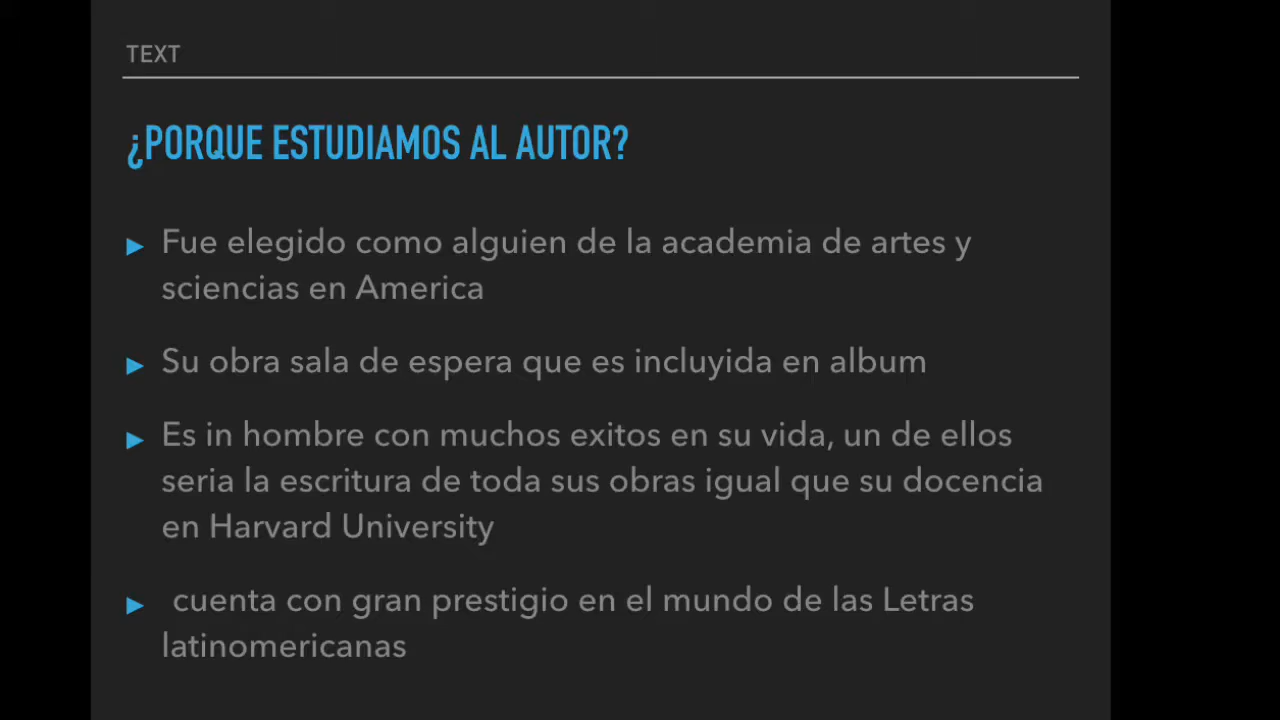 TEXT
¿PORQUE ESTUDIAMOS AL AUTOR?
▶ Fue elegido como alguien de la academia de artes y
sciencias en America
▶ Su obra sala de espera que es incluyida en album
▶ Es in hombre con muchos exitos en su vida, un de ellos
seria la escritura de toda sus obras igual que su docencia
en Harvard University
▶ cuenta con gran prestigio en el mundo de las Letras
latinomericanas